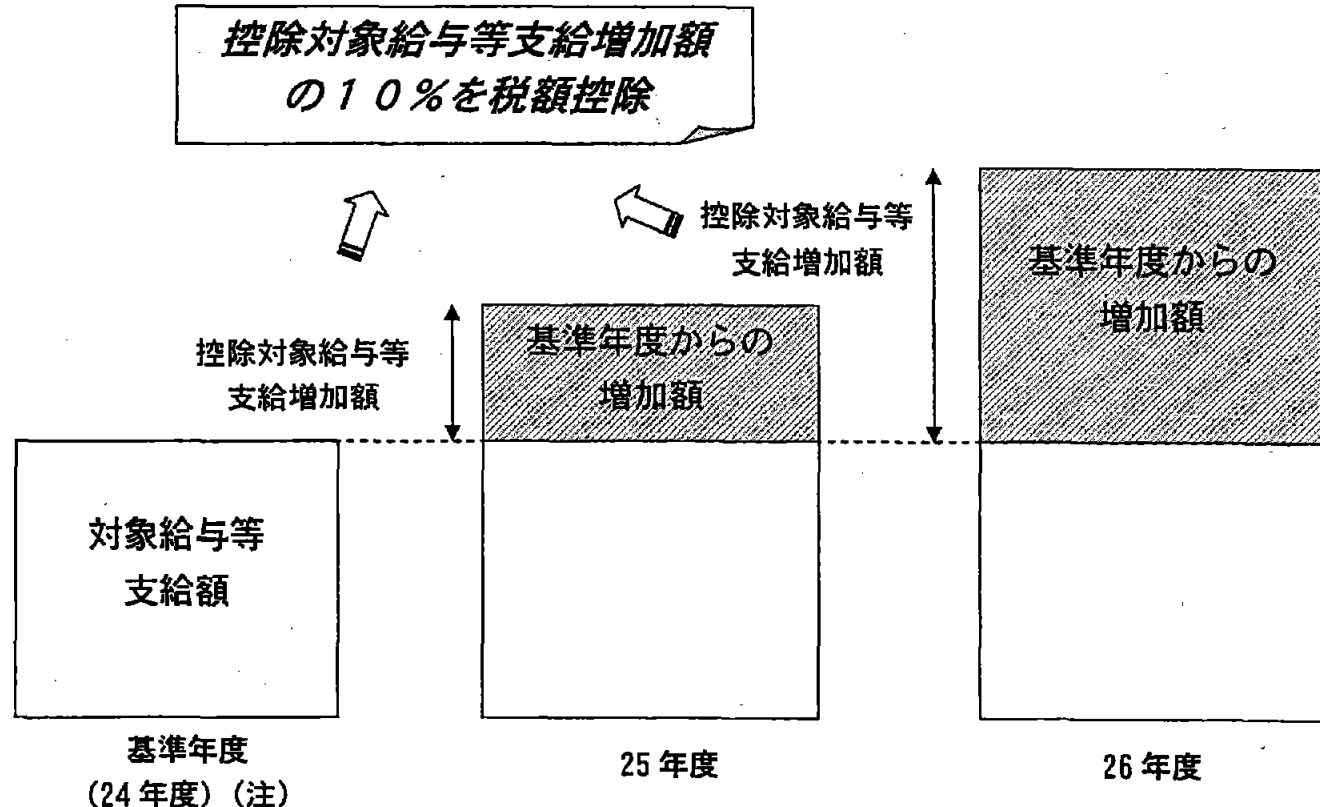 控除対象給与等支給増加額
の10%を税額控除
控除対象給与等
支給増加額
基準年度からの
増加額
控除対象給与等
支給増加額
基準年度からの
増加額
対象給与等
支給額
基準年度
(24年度)(注)
25年度
26年度